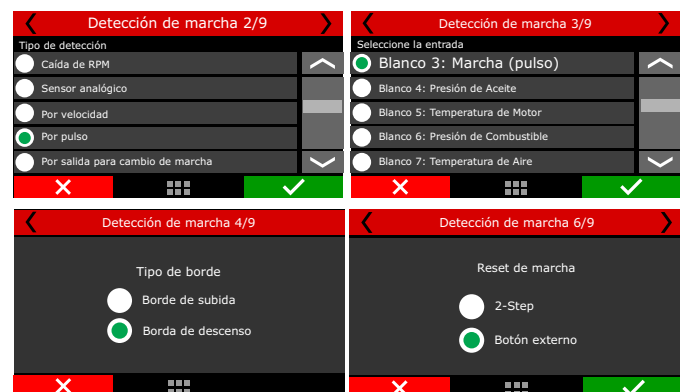 Detección de marcha 2/9
Tipo de detección
Caída de RPM
Sensor analógico
Por velocidad
Por pulso
Por salida para cambio de marcha
Detección de marcha 3/9
Seleccione la entrada
Blanco 3: Marcha (pulso)
Blanco 4: Presión de Aceite
Blanco 5: Temperatura de Motor
Blanco 6: Presión de Combustible
Blanco 7: Temperatura de Aire
Detección de marcha 4/9
Tipo de borde
Borde de subida
Borda de descenso
Detección de marcha 6/9
Reset de marcha
2-Step
Botón externo